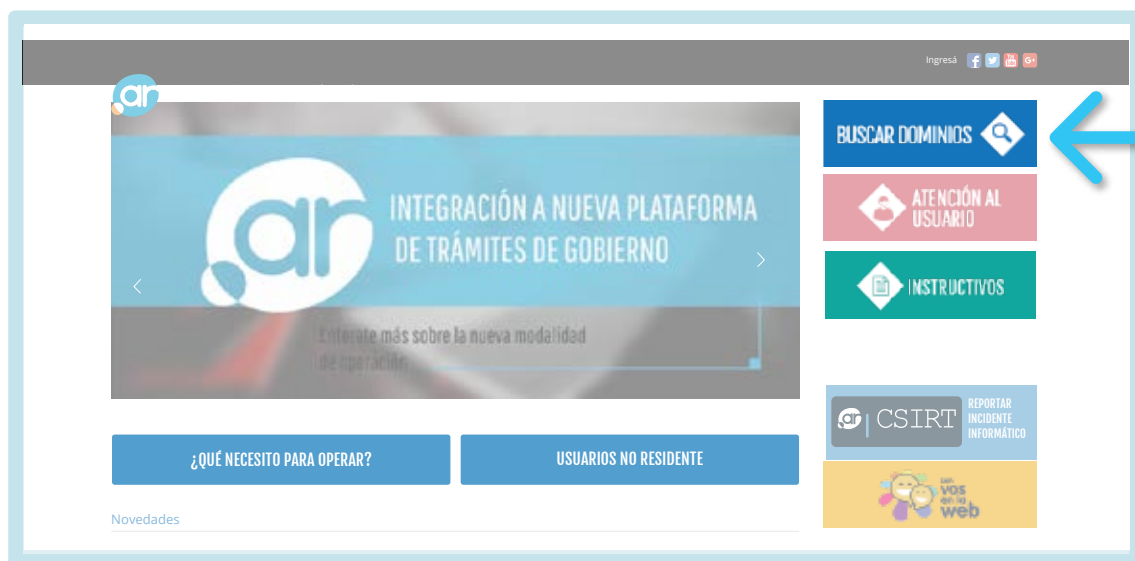 Ingresá
.ar
BUSCAR DOMINIOS
.ar
INTEGRACIÓN A NUEVA PLATAFORMA
DE TRÁMITES DE GOBIERNO
Enterate más sobre la nueva modalidad
de operación
ATENCIÓN AL
USUARIO
INSTRUCTIVOS
.ar | CSIRT
REPORTAR
INCIDENTE
INFORMÁTICO
¿QUÉ NECESITO PARA OPERAR?
USUARIOS NO RESIDENTE
con
vos
en la
web
Novedades